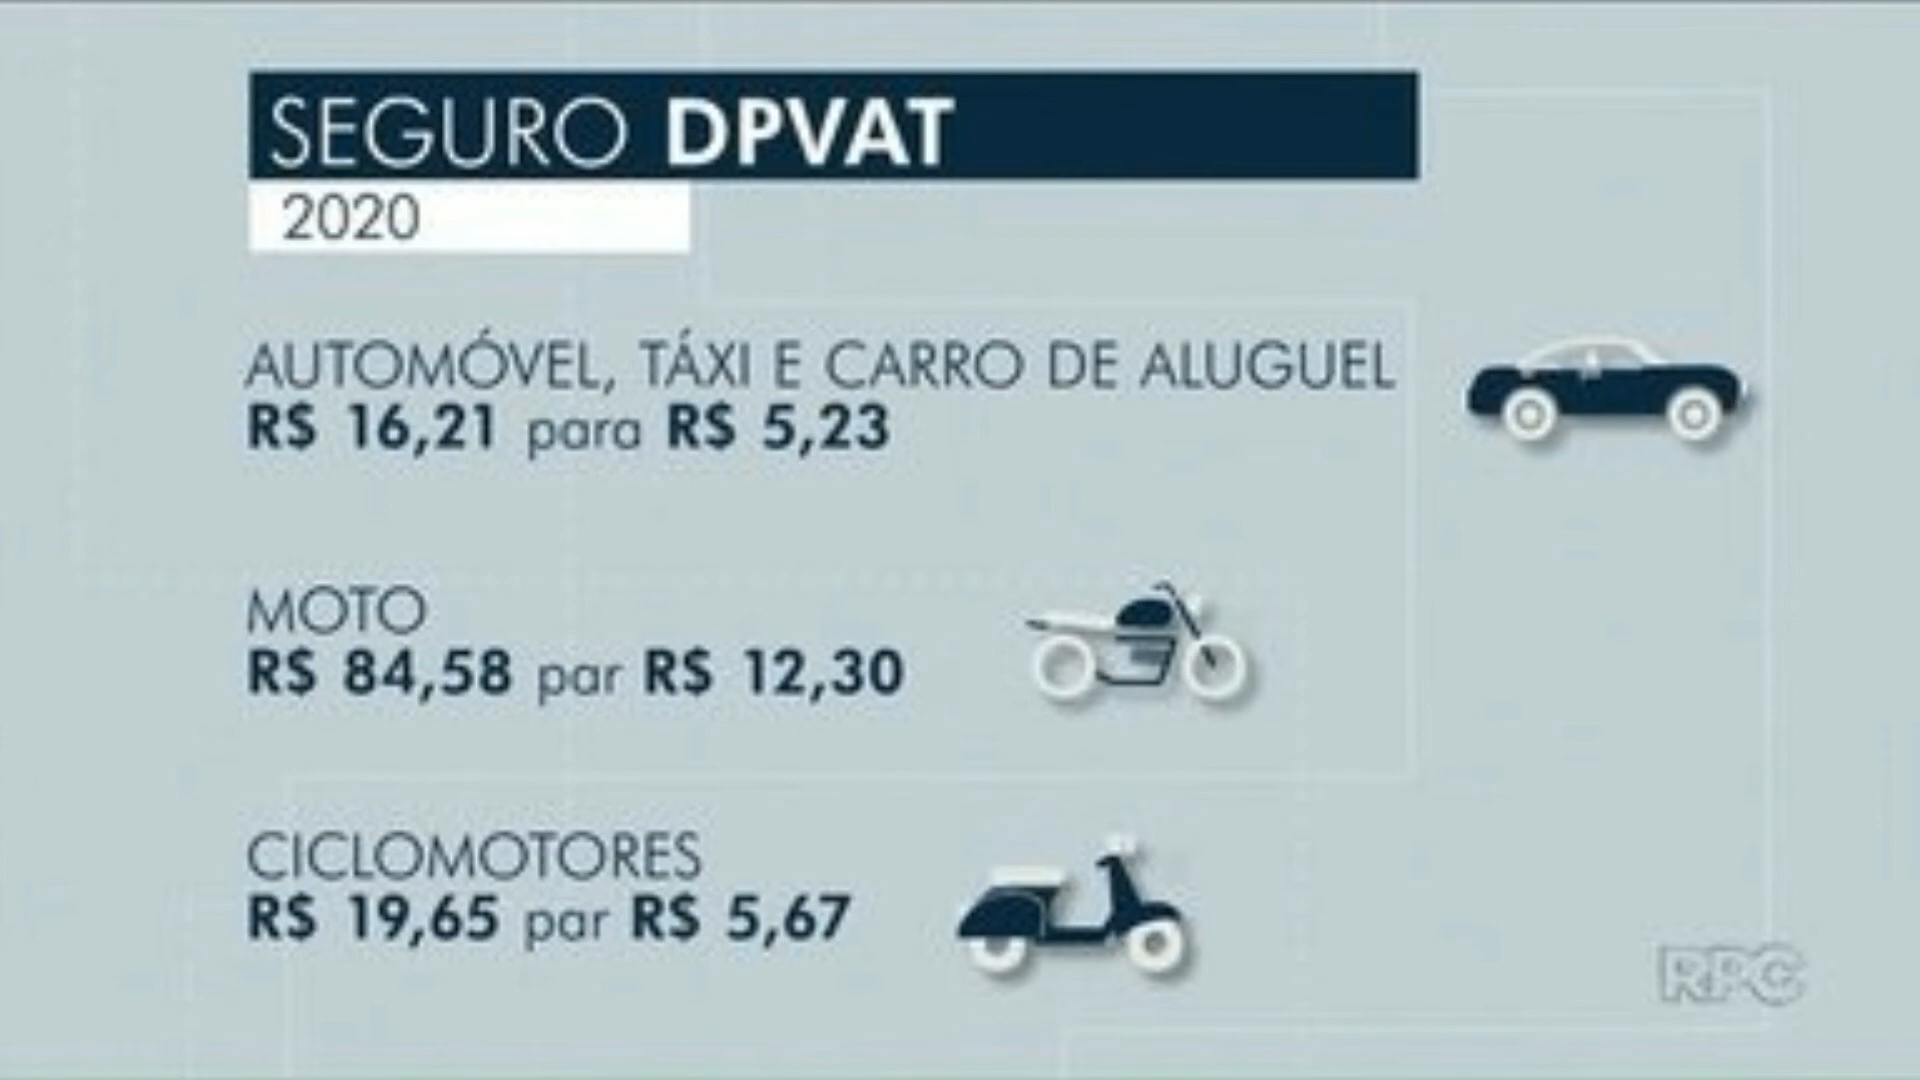 SEGURO DPVAT
2020
AUTOMÓVEL, TÁXI E CARRO DE ALUGUEL
R$ 16,21 para R$ 5,23
MOTO
R$ 84,58 par R$ 12,30
CICLOMOTORES
R$ 19,65 par R$ 5,67
RPC